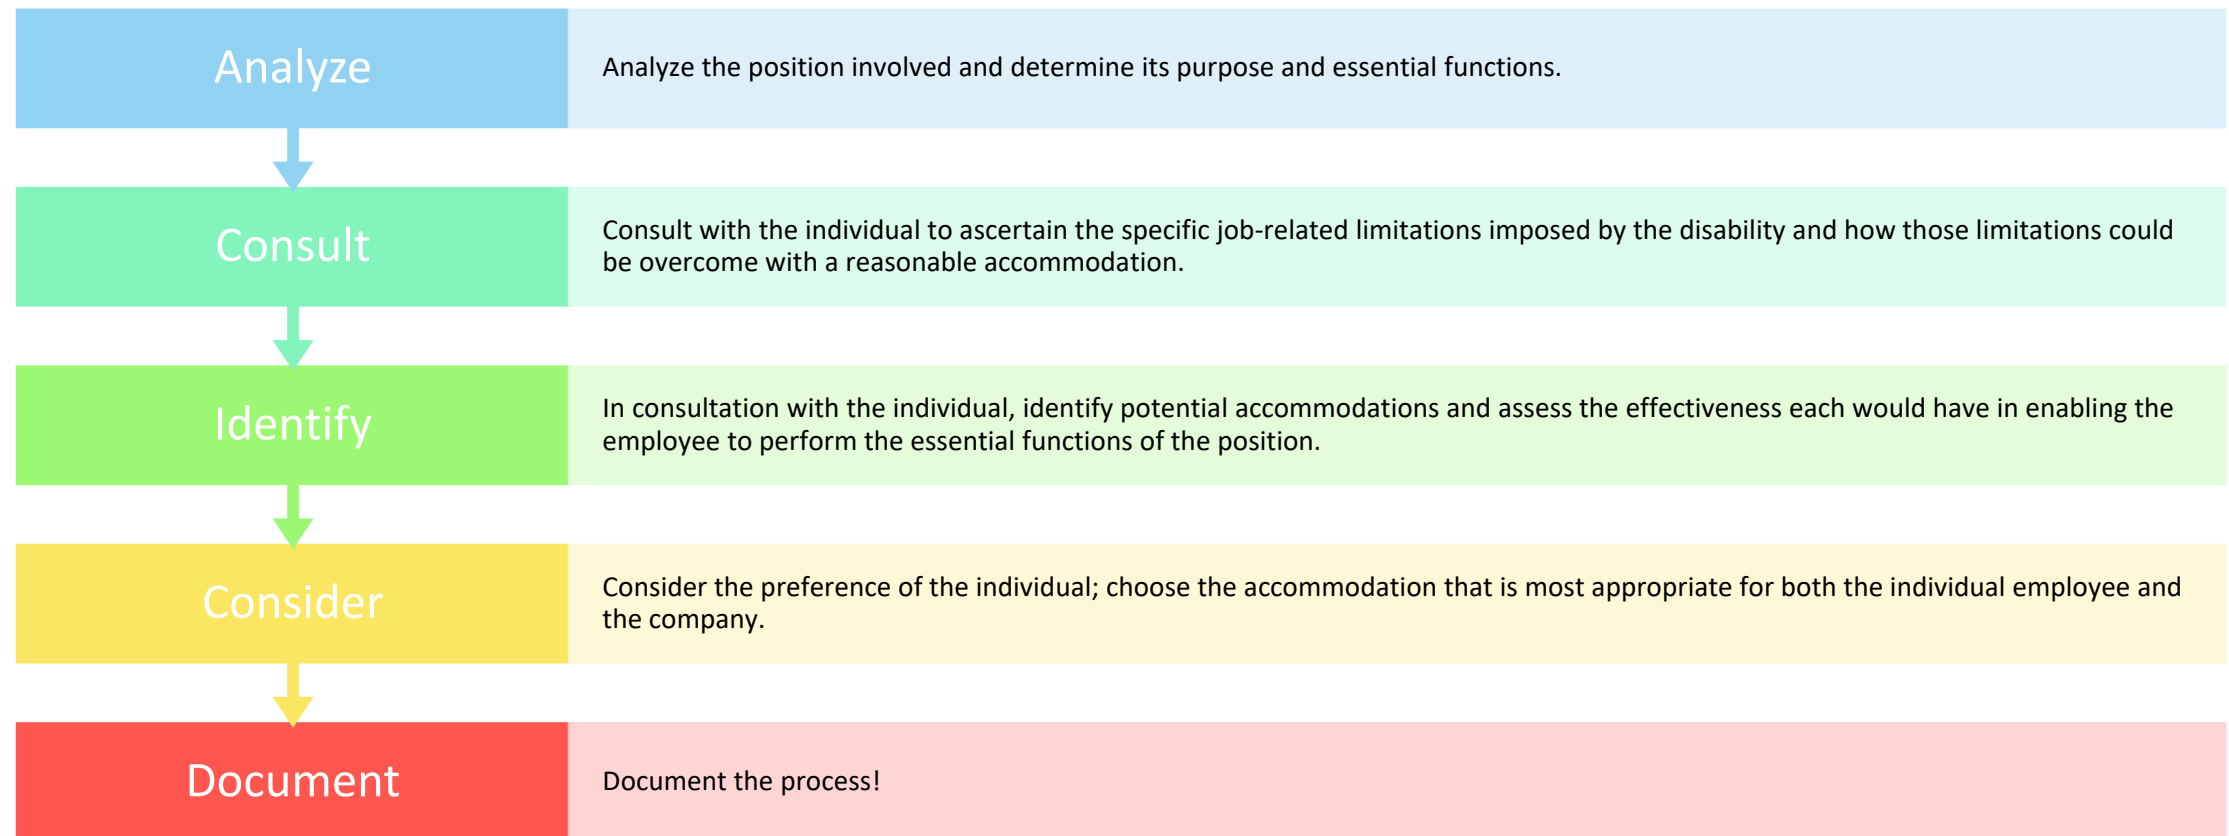 Analyze
Analyze the position involved and determine its purpose and essential functions.
Consult
Consult with the individual to ascertain the specific job-related limitations imposed by the disability and how those limitations could
be overcome with a reasonable accommodation.
Identify
In consultation with the individual, identify potential accommodations and assess the effectiveness each would have in enabling the
employee to perform the essential functions of the position.
Consider
Consider the preference of the individual; choose the accommodation that is most appropriate for both the individual employee and
the company.
Document
Document the process!